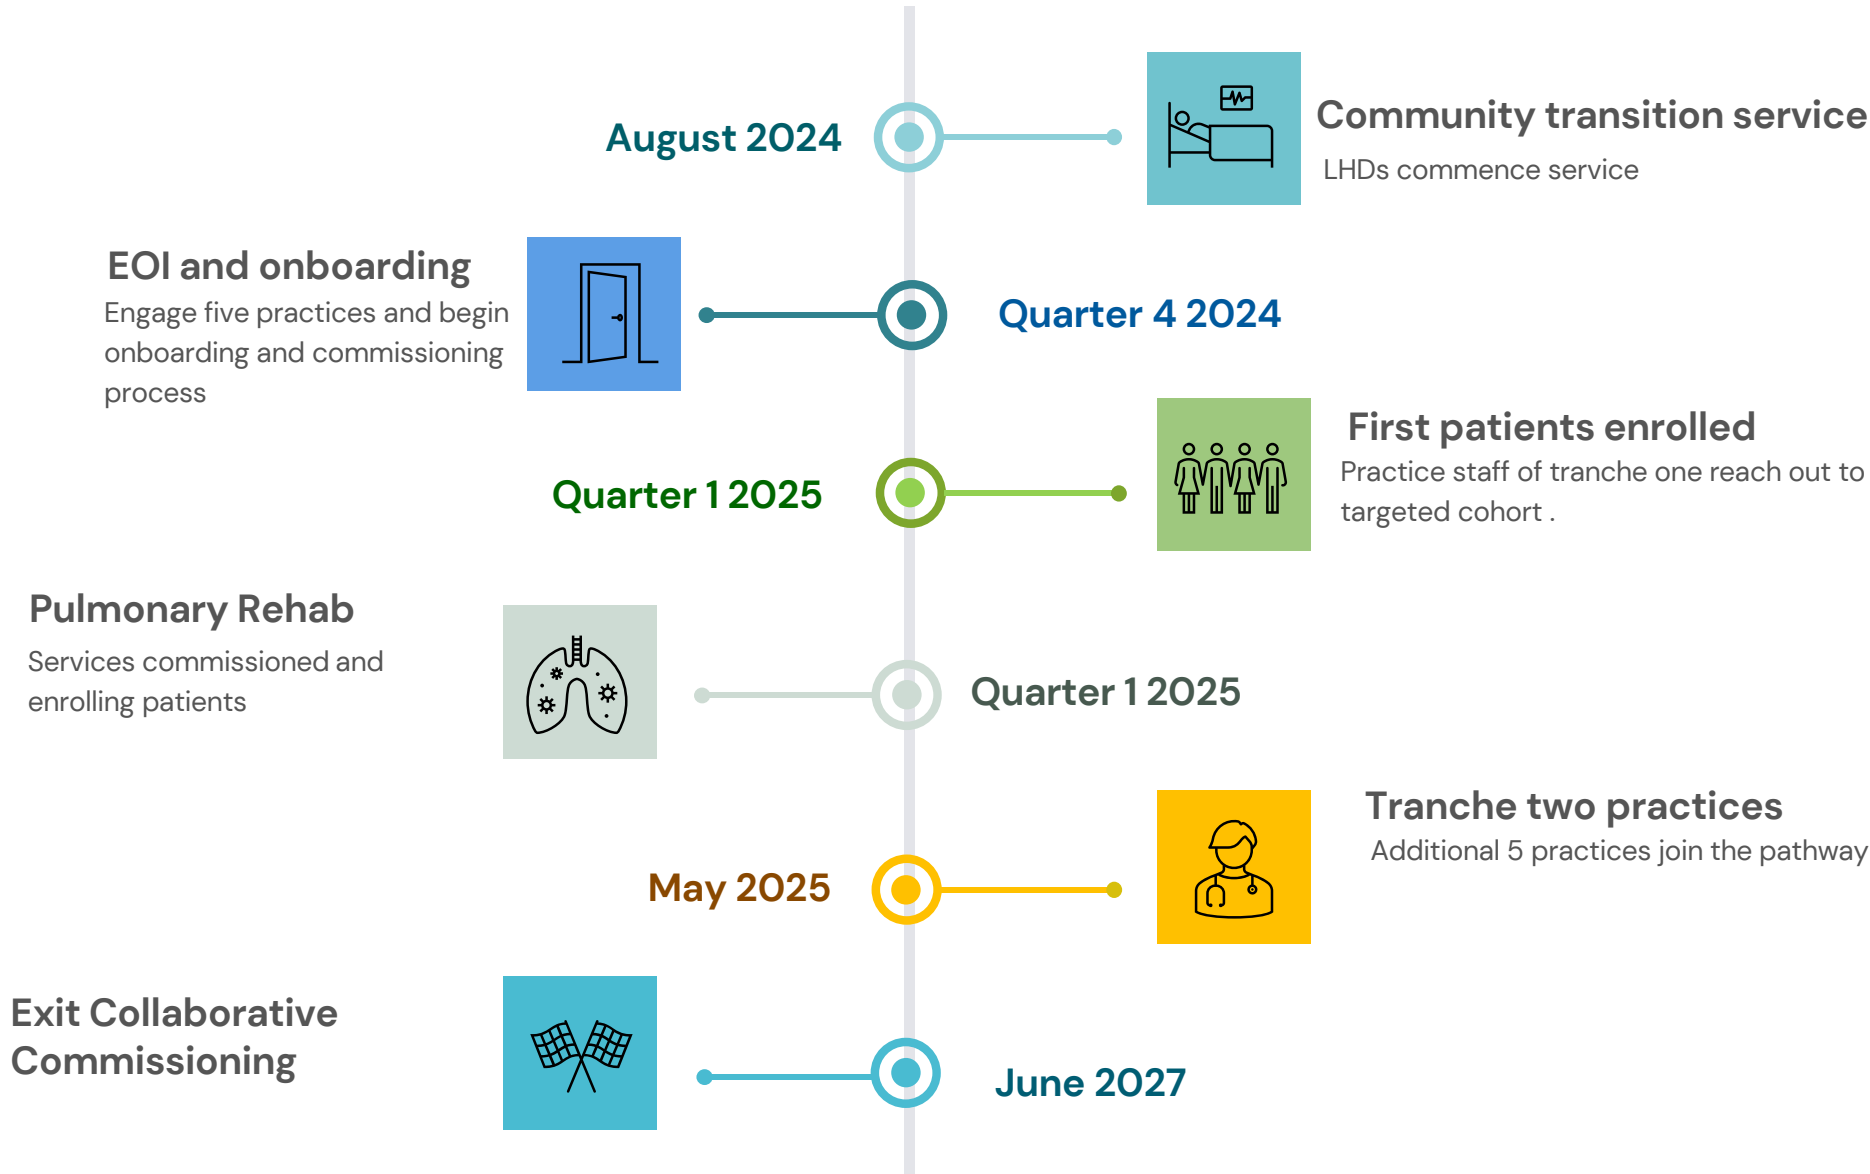 August 2024
Community transition service
LHDs commence service
EOI and onboarding
Engage five practices and begin
onboarding and commissioning
process
Quarter 4 2024
Quarter 1 2025
First patients enrolled
Practice staff of tranche one reach out to
targeted cohort .
Pulmonary Rehab
Services commissioned and
enrolling patients
Quarter 1 2025
May 2025
Tranche two practices
Additional 5 practices join the pathway
Exit Collaborative
Commissioning
June 2027